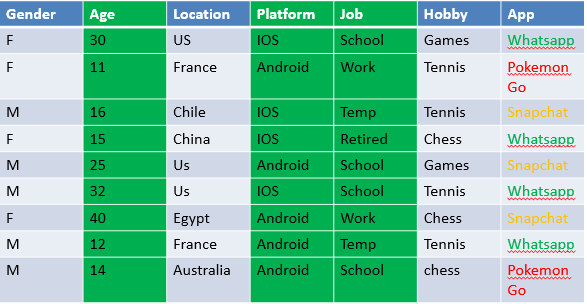 Gender Age Location Platform Job Hobby App
F 30 US IOS School Games Whatsapp
F 11 France Android Work Tennis Pokemon
Go
M 16 Chile IOS Temp Tennis Snapchat
F 15 China IOS Retired Chess Whatsapp
M 25 Us Android School Games Snapchat
M 32 Us IOS School Tennis Whatsapp
F 40 Egypt Android Work Chess Snapchat
M 12 France Android Temp Tennis Whatsapp
M 14 Australia Android School chess Pokemon
Go